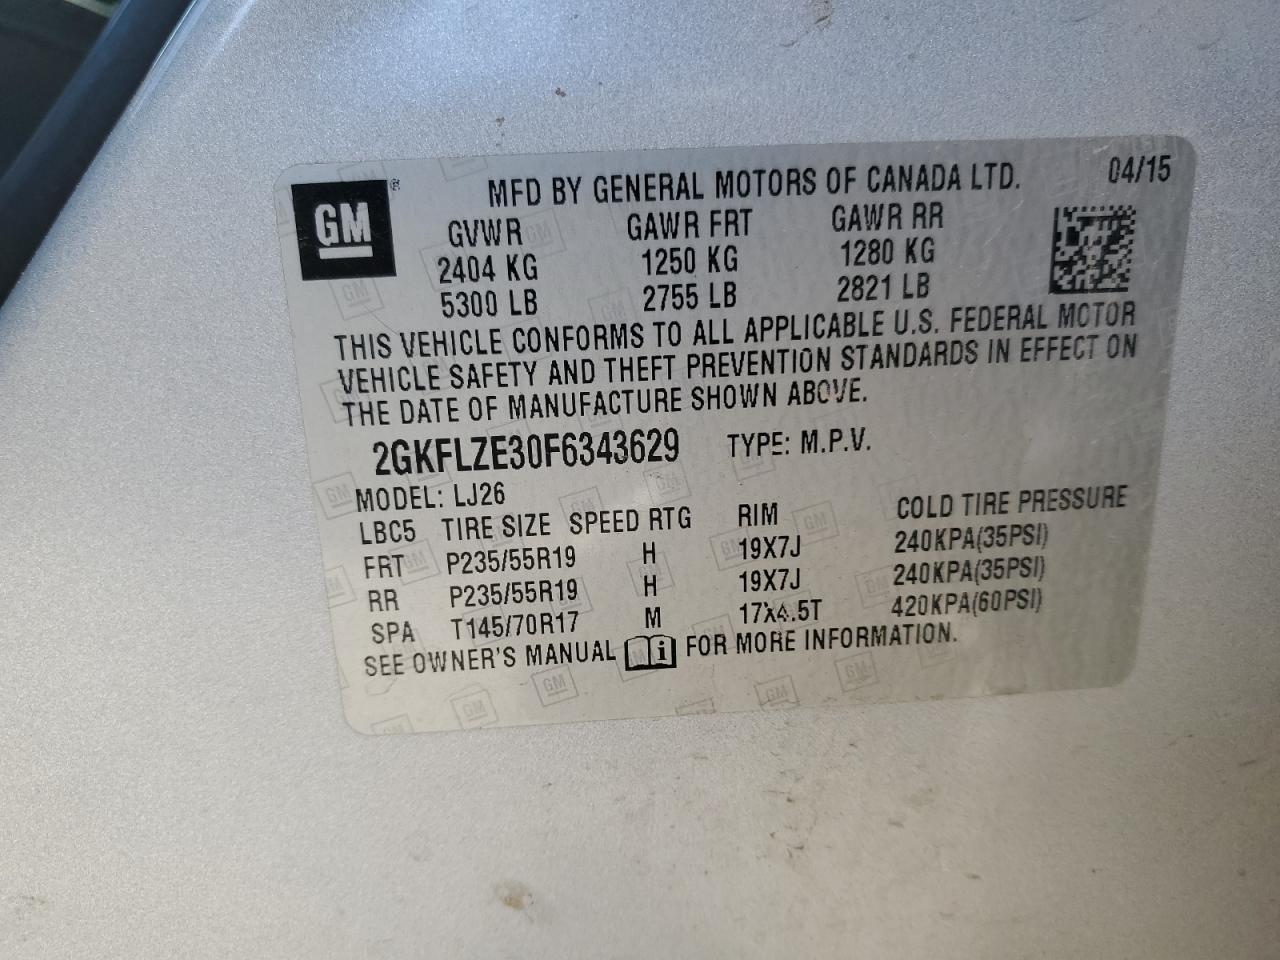 GM ® MFD BY GENERAL MOTORS OF CANADA LTD. 04/15
GVWR GAWR FRT GAWR RR
2404 KG 1250 KG 1280 KG
5300 LB 2755 LB 2821 LB
THIS VEHICLE CONFORMS TO ALL APPLICABLE U.S. FEDERAL MOTOR
VEHICLE SAFETY AND THEFT PREVENTION STANDARDS IN EFFECT ON
THE DATE OF MANUFACTURE SHOWN ABOVE.
2GKFLZE30F6343629 TYPE: M.P.V.
MODEL: LJ26
LBC5 TIRE SIZE SPEED RTG RIM COLD TIRE PRESSURE
FRT P235/55R19 H 19X7J 240KPA(35PSI)
RR P235/55R19 H 19X7J 240KPA(35PSI)
SPA T145/70R17 M 17X4.5T 420KPA(60PSI)
SEE OWNER'S MANUAL i FOR MORE INFORMATION.